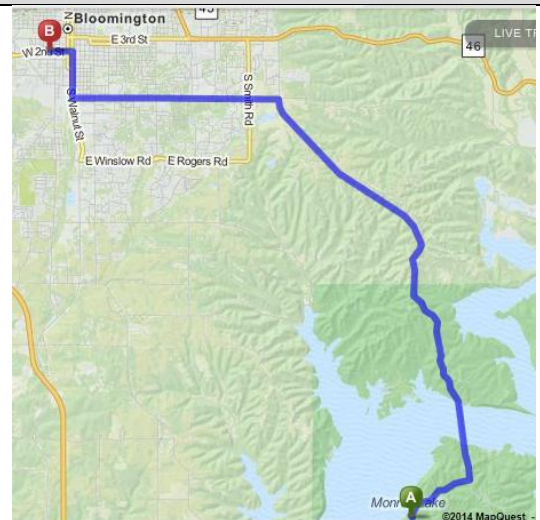 45
B
Bloomington
N
E 3rd St
LIVE TR
46
W 2nd St
S Walnut St
S Smith Rd
E Winslow Rd
E Rogers Rd
A
Lake
©2014 MapQuest -